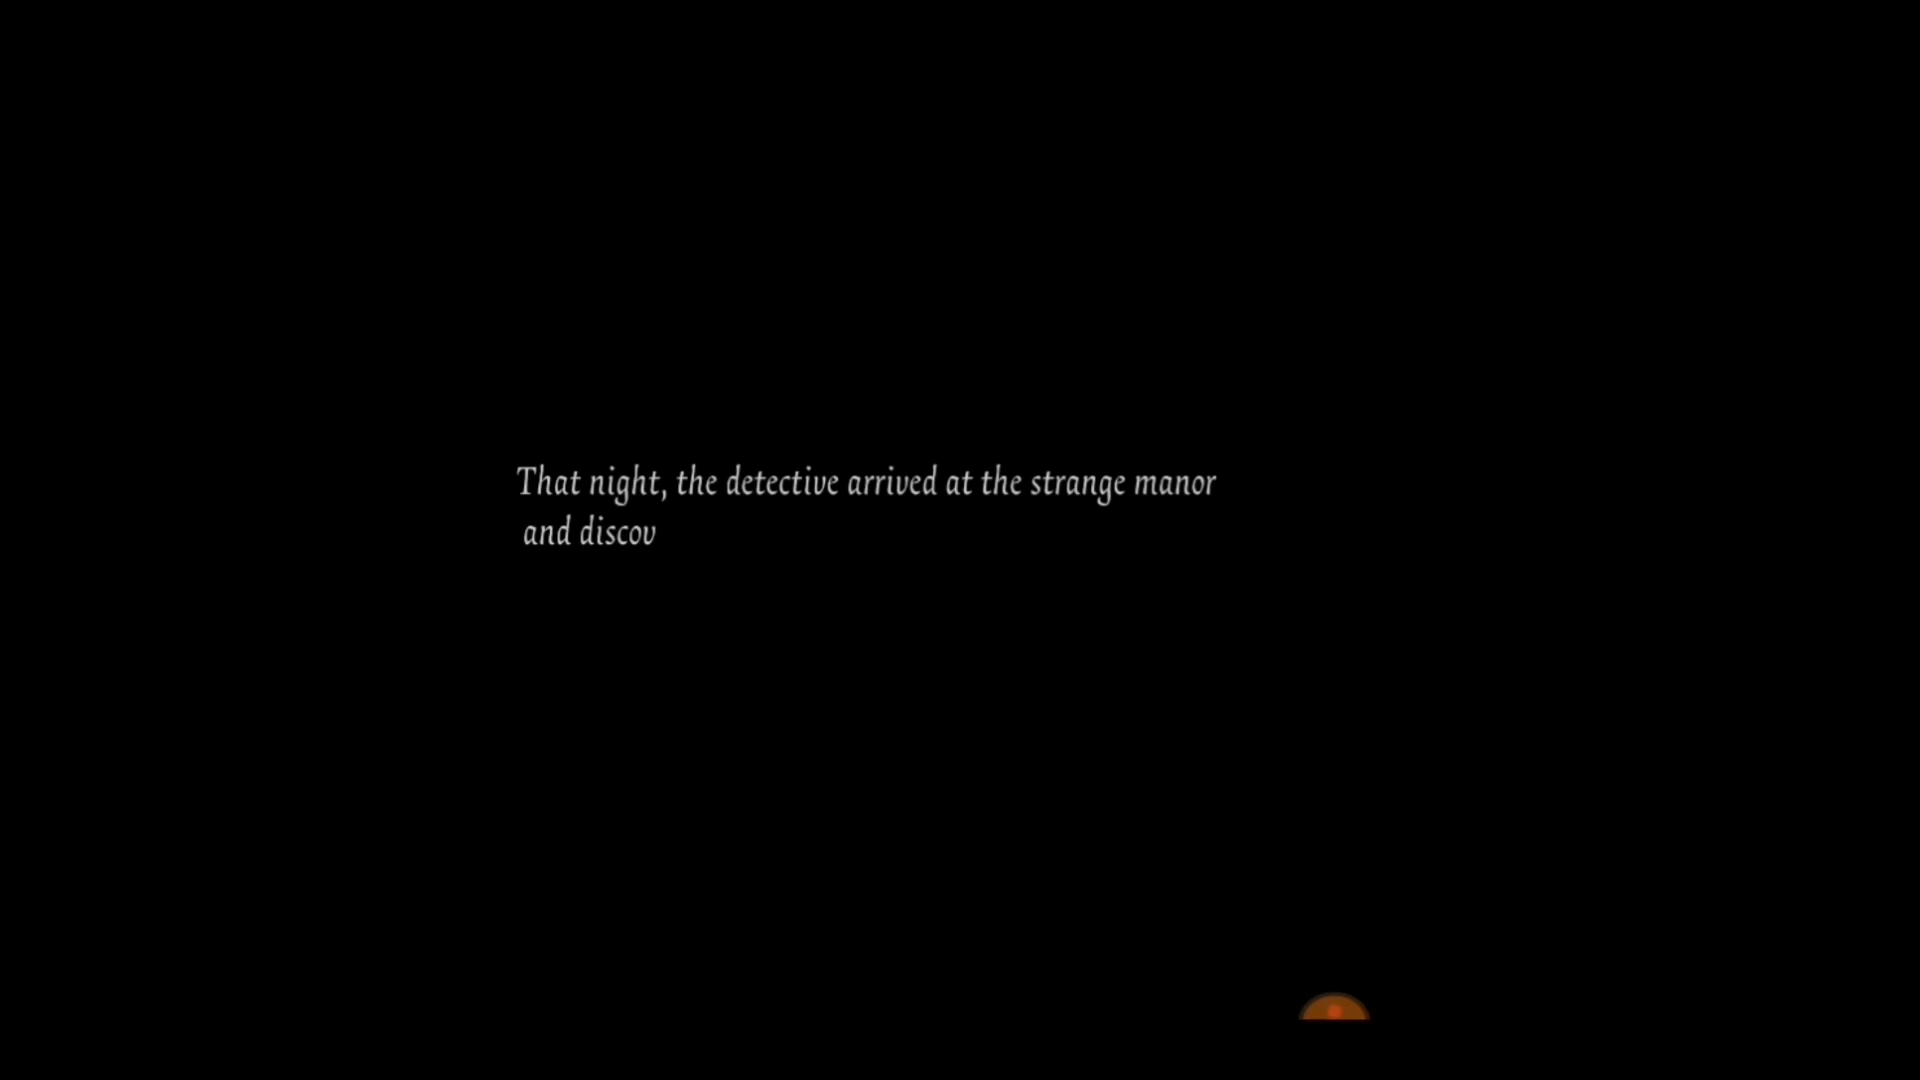 That night, the detective arrived at the strange manor
and discov